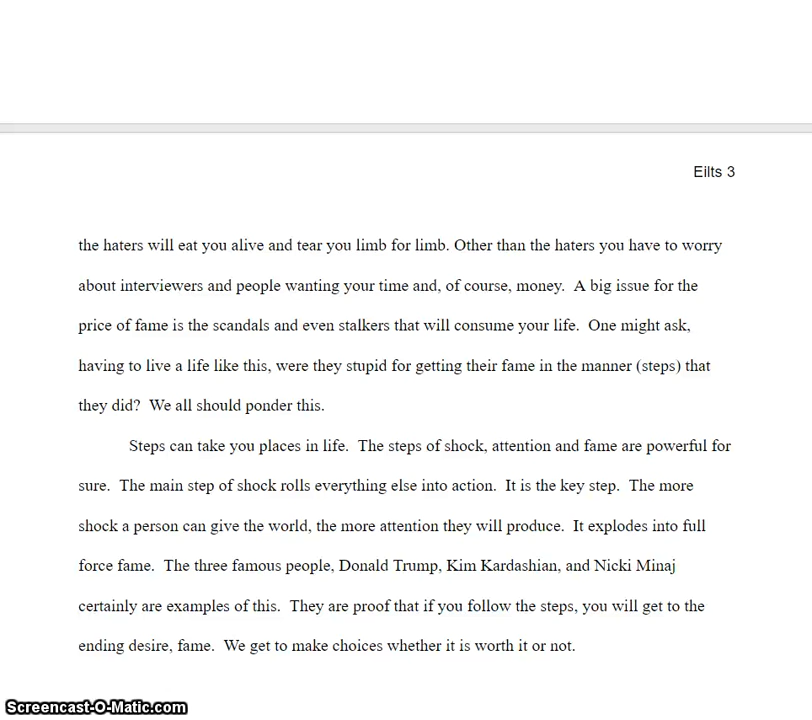 Eilts 3
the haters will eat you alive and tear you limb for limb. Other than the haters you have to worry
about interviewers and people wanting your time and, of course, money.  A big issue for the
price of fame is the scandals and even stalkers that will consume your life.  One might ask,
having to live a life like this, were they stupid for getting their fame in the manner (steps) that
they did?  We all should ponder this.
Steps can take you places in life.  The steps of shock, attention and fame are powerful for
sure.  The main step of shock rolls everything else into action.  It is the key step.  The more
shock a person can give the world, the more attention they will produce.  It explodes into full
force fame.  The three famous people, Donald Trump, Kim Kardashian, and Nicki Minaj
certainly are examples of this.  They are proof that if you follow the steps, you will get to the
ending desire, fame.  We get to make choices whether it is worth it or not.
Screencast-O-Matic.com